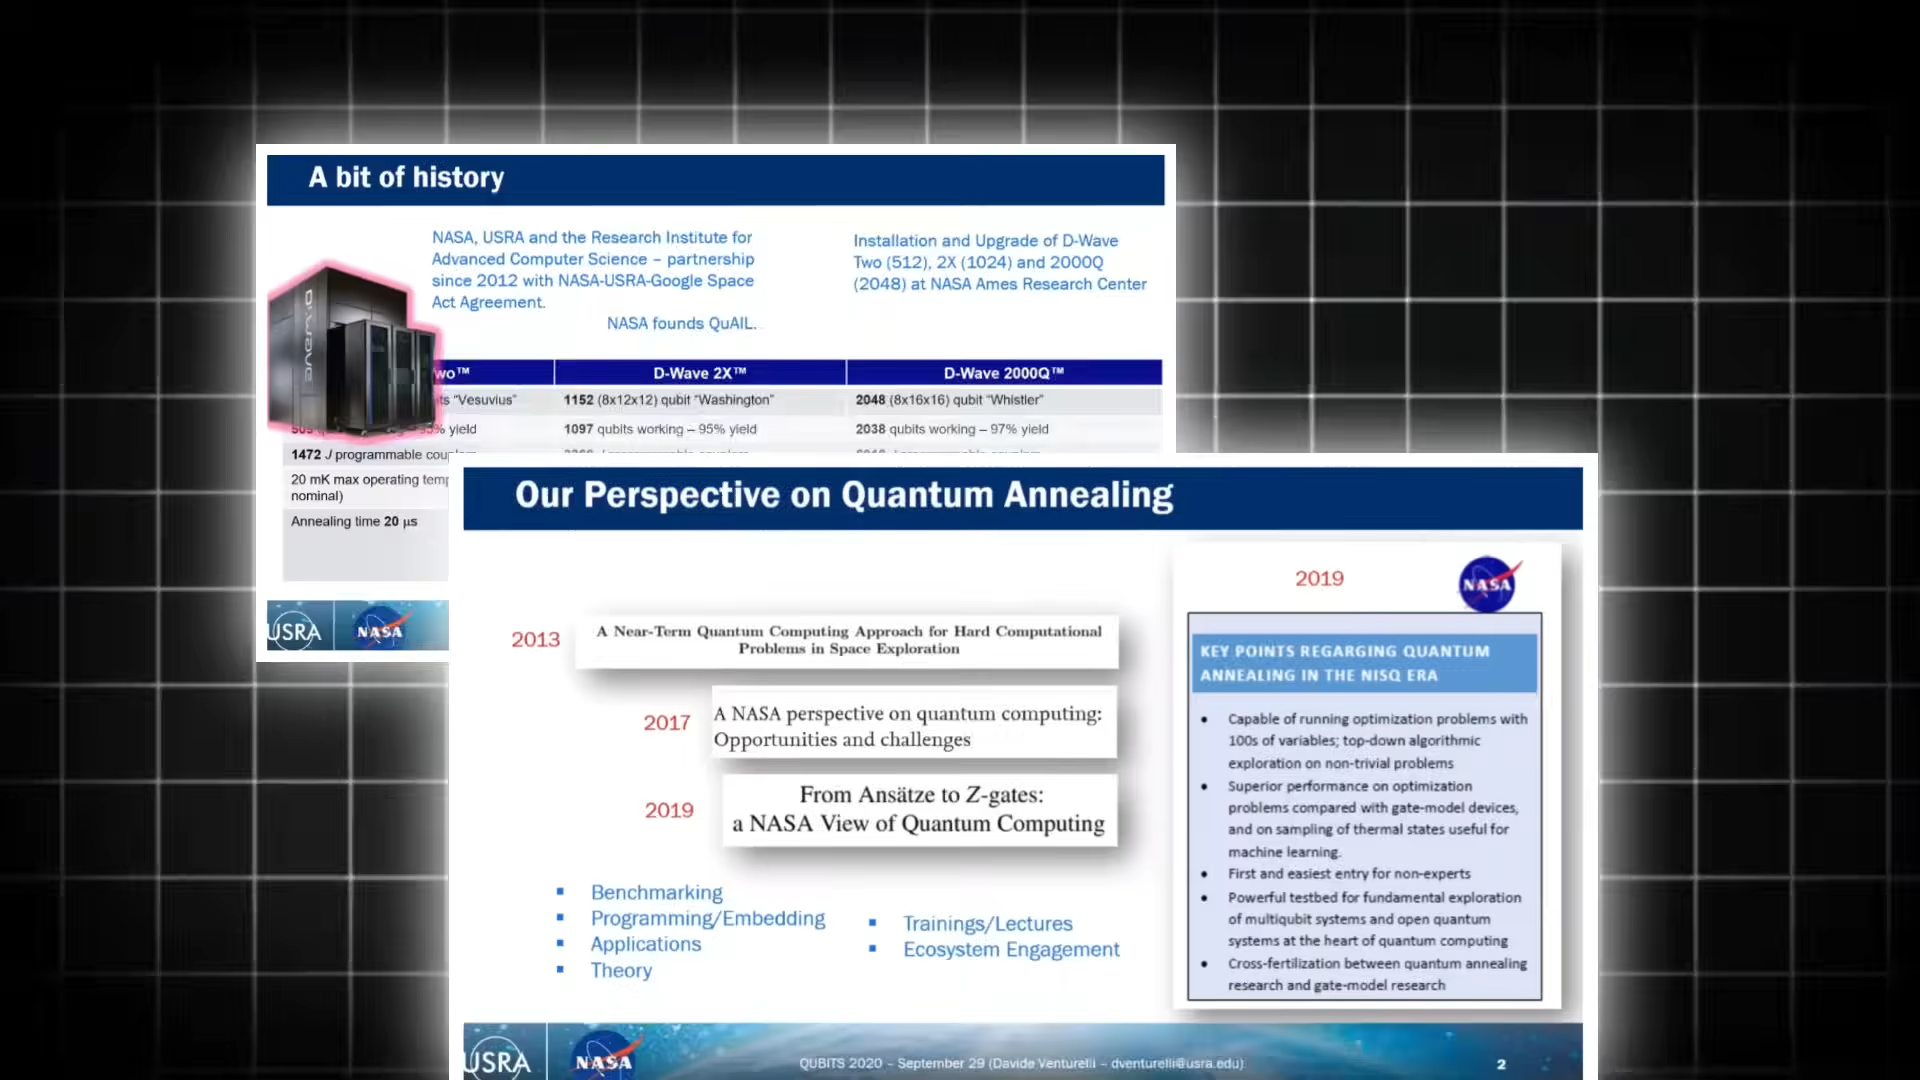 A bit of history
NASA, USRA and the Research Institute for
Advanced Computer Science – partnership
since 2012 with NASA-USRA-Google Space
Act Agreement.
NASA founds QuAIL.
Installation and Upgrade of D-Wave
Two (512), 2X (1024) and 2000Q
(2048) at NASA Ames Research Center
D:WAVE
wo™ D-Wave 2X™ D-Wave 2000Q™
"Vesuvius" 1152 (8x12x12) qubit "Washington" 2048 (8x16x16) qubit "Whistler"
yield 1097 qubits working – 95% yield 2038 qubits working – 97% yield
1472 J programmable
20 mK max operating
nominal)
Annealing time 20 µs
USRA NASA
Our Perspective on Quantum Annealing
2013 A Near-Term Quantum Computing Approach for Hard Computational
Problems in Space Exploration
2017 A NASA perspective on quantum computing:
Opportunities and challenges
2019 From Ansätze to Z-gates:
a NASA View of Quantum Computing
Benchmarking
Programming/Embedding
Applications
Theory
Trainings/Lectures
Ecosystem Engagement
2019 NASA
KEY POINTS REGARDING QUANTUM
ANNEALING IN THE NISQ ERA
• Capable of running optimization problems with
100s of variables; top-down algorithmic
exploration on non-trivial problems
• Superior performance on optimization
problems compared with gate-model devices,
and on sampling of thermal states useful for
machine learning.
• First and easiest entry for non-experts
• Powerful testbed for fundamental exploration
of multiqubit systems and open quantum
systems at the heart of quantum computing
• Cross-fertilization between quantum annealing
research and gate-model research
USRA NASA QUBITS 2020 – September 29 (Davide Venturelli – dventurelli@usra.edu) 2